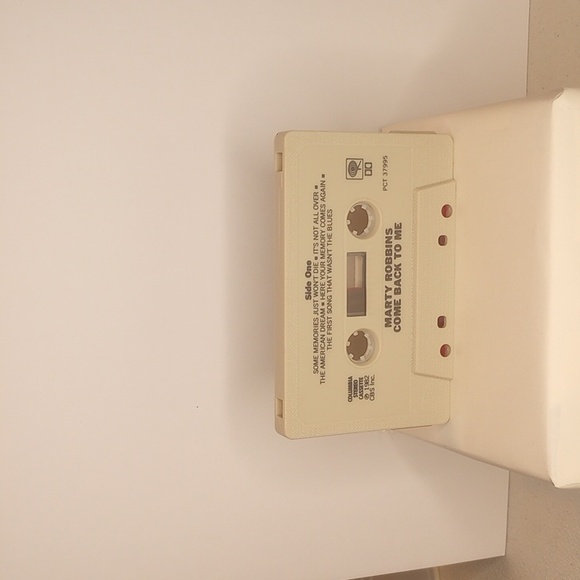 Side One
SOME MEMORIES JUST WON'T DIE ■ IT'S NOT ALL OVER ■
THE AMERICAN DREAM ■ HERE YOUR MEMORY COMES AGAIN ■
THE FIRST SONG THAT WASN'T THE BLUES
COLUMBIA
STEREO
CASSETTE
℗ 1982
CBS Inc.
PCT 37995
MARTY ROBBINS
COME BACK TO ME